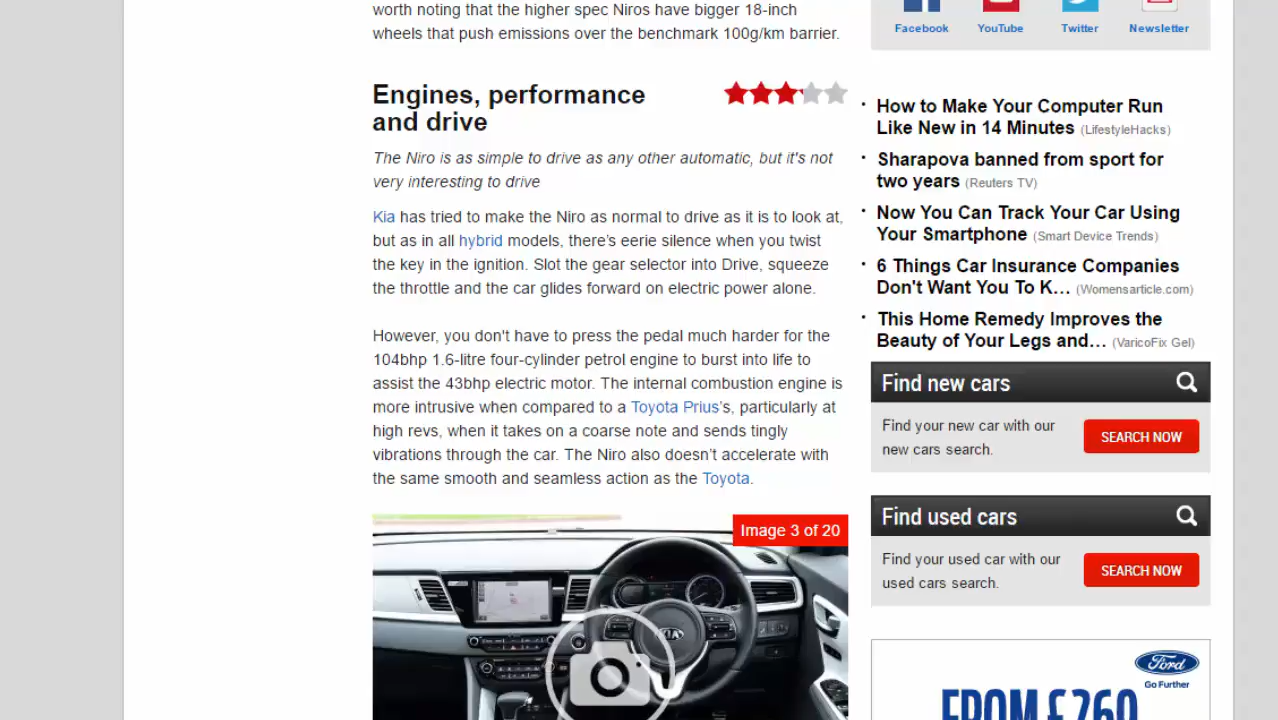 worth noting that the higher spec Niros have bigger 18-inch
wheels that push emissions over the benchmark 100g/km barrier.
Engines, performance
and drive
The Niro is as simple to drive as any other automatic, but it's not
very interesting to drive
Kia has tried to make the Niro as normal to drive as it is to look at,
but as in all hybrid models, there’s eerie silence when you twist
the key in the ignition. Slot the gear selector into Drive, squeeze
the throttle and the car glides forward on electric power alone.
However, you don't have to press the pedal much harder for the
104bhp 1.6-litre four-cylinder petrol engine to burst into life to
assist the 43bhp electric motor. The internal combustion engine is
more intrusive when compared to a Toyota Prius’s, particularly at
high revs, when it takes on a coarse note and sends tingly
vibrations through the car. The Niro also doesn’t accelerate with
the same smooth and seamless action as the Toyota.
Image 3 of 20
KIA
Facebook YouTube Twitter Newsletter
How to Make Your Computer Run
Like New in 14 Minutes (LifestyleHacks)
Sharapova banned from sport for
two years (Reuters TV)
Now You Can Track Your Car Using
Your Smartphone (Smart Device Trends)
6 Things Car Insurance Companies
Don't Want You To K… (Womensarticle.com)
This Home Remedy Improves the
Beauty of Your Legs and… (VaricoFix Gel)
Find new cars
Find your new car with our
new cars search.
SEARCH NOW
Find used cars
Find your used car with our
used cars search.
SEARCH NOW
Ford
Go Further
FROM £260